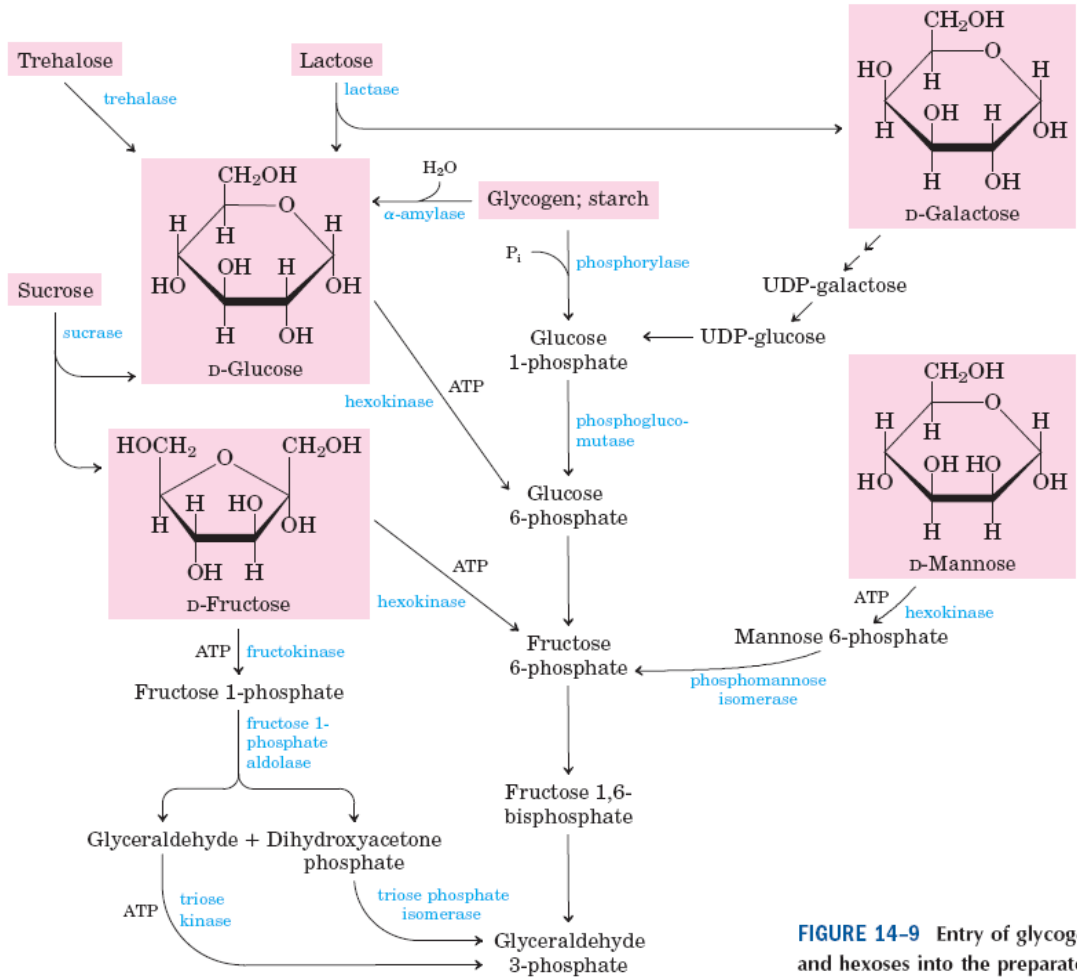 Trehalose
trehalase
Lactose
lactase
CH₂OH
O
HO
H
H
OH
H
H
OH
H
OH
D-Galactose
CH₂OH
O
H
H
H
OH
H
HO
OH
H
OH
D-Glucose
H₂O
α-amylase
Glycogen; starch
Pᵢ
phosphorylase
UDP-galactose
UDP-glucose
Glucose
1-phosphate
Sucrose
sucrase
ATP
hexokinase
phosphogluco-
mutase
Glucose
6-phosphate
CH₂OH
O
H
H
H
OH
HO
HO
OH
H
H
D-Mannose
ATP
hexokinase
Mannose 6-phosphate
phosphomannose
isomerase
HOCH₂
O
CH₂OH
H
HO
H
OH
OH
H
D-Fructose
ATP
hexokinase
Fructose
6-phosphate
ATP
fructokinase
Fructose 1-phosphate
fructose 1-
phosphate
aldolase
Fructose 1,6-
bisphosphate
Glyceraldehyde + Dihydroxyacetone
phosphate
ATP
triose
kinase
triose phosphate
isomerase
Glyceraldehyde
3-phosphate
FIGURE 14–9 Entry of
and hexoses into the